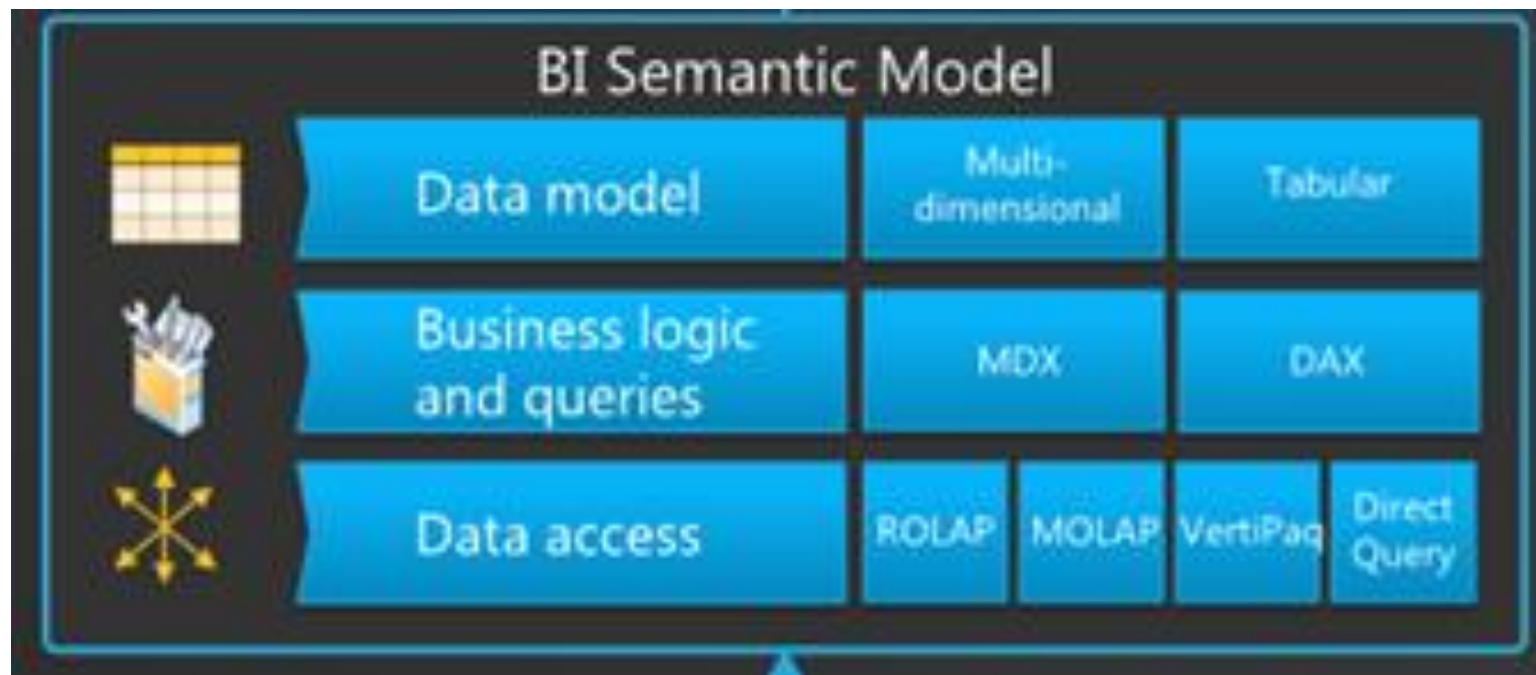 BI Semantic Model
Data model
Multi-
dimensional
Tabular
Business logic
and queries
MDX
DAX
Data access
ROLAP
MOLAP
VertiPaq
Direct
Query